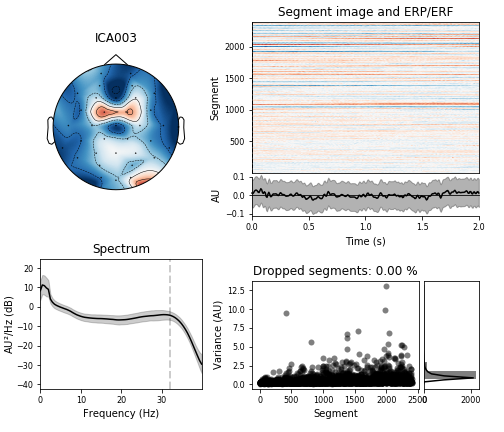 ICA003
Segment image and ERP/ERF
Segment
2000
1500
1000
500
AU
0.1
0.0
−0.1
0.0 0.5 1.0 1.5 2.0
Time (s)
Spectrum
AU²/Hz (dB)
20
10
0
−10
−20
−30
−40
0 10 20 30
Frequency (Hz)
Dropped segments: 0.00 %
Variance (AU)
12.5
10.0
7.5
5.0
2.5
0.0
0 500 1000 1500 2000 2500
Segment
0 2000